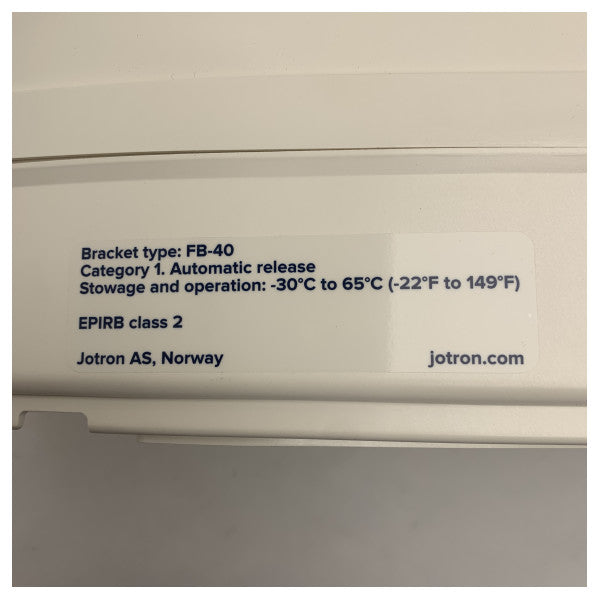 Bracket type: FB-40
Category 1. Automatic release
Stowage and operation: -30°C to 65°C (-22°F to 149°F)
EPIRB class 2
Jotron AS, Norway jotron.com